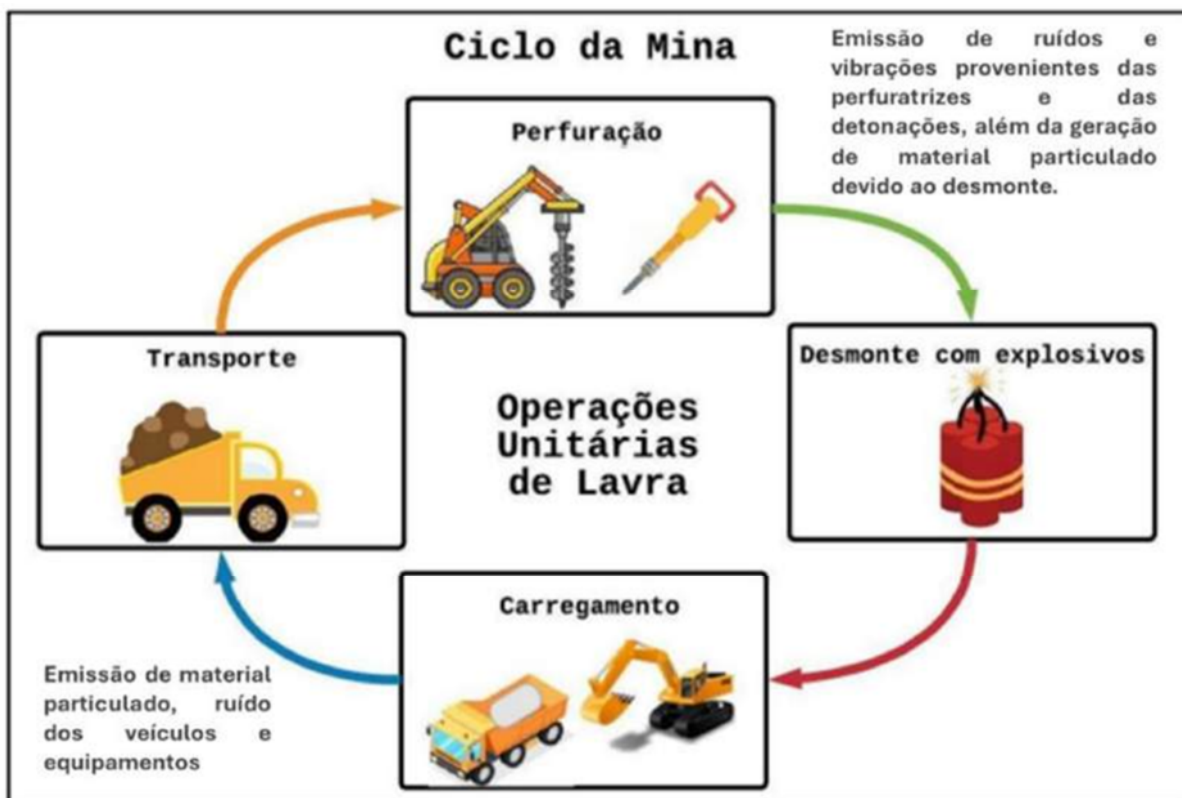 Ciclo da Mina
Emissão de ruídos e
vibrações provenientes das
perfuratrizes e das
detonações, além da geração
de material particulado
devido ao desmonte.
Perfuração
Transporte
Desmonte com explosivos
Operações
Unitárias
de Lavra
Carregamento
Emissão de material
particulado, ruído
dos veículos e
equipamentos